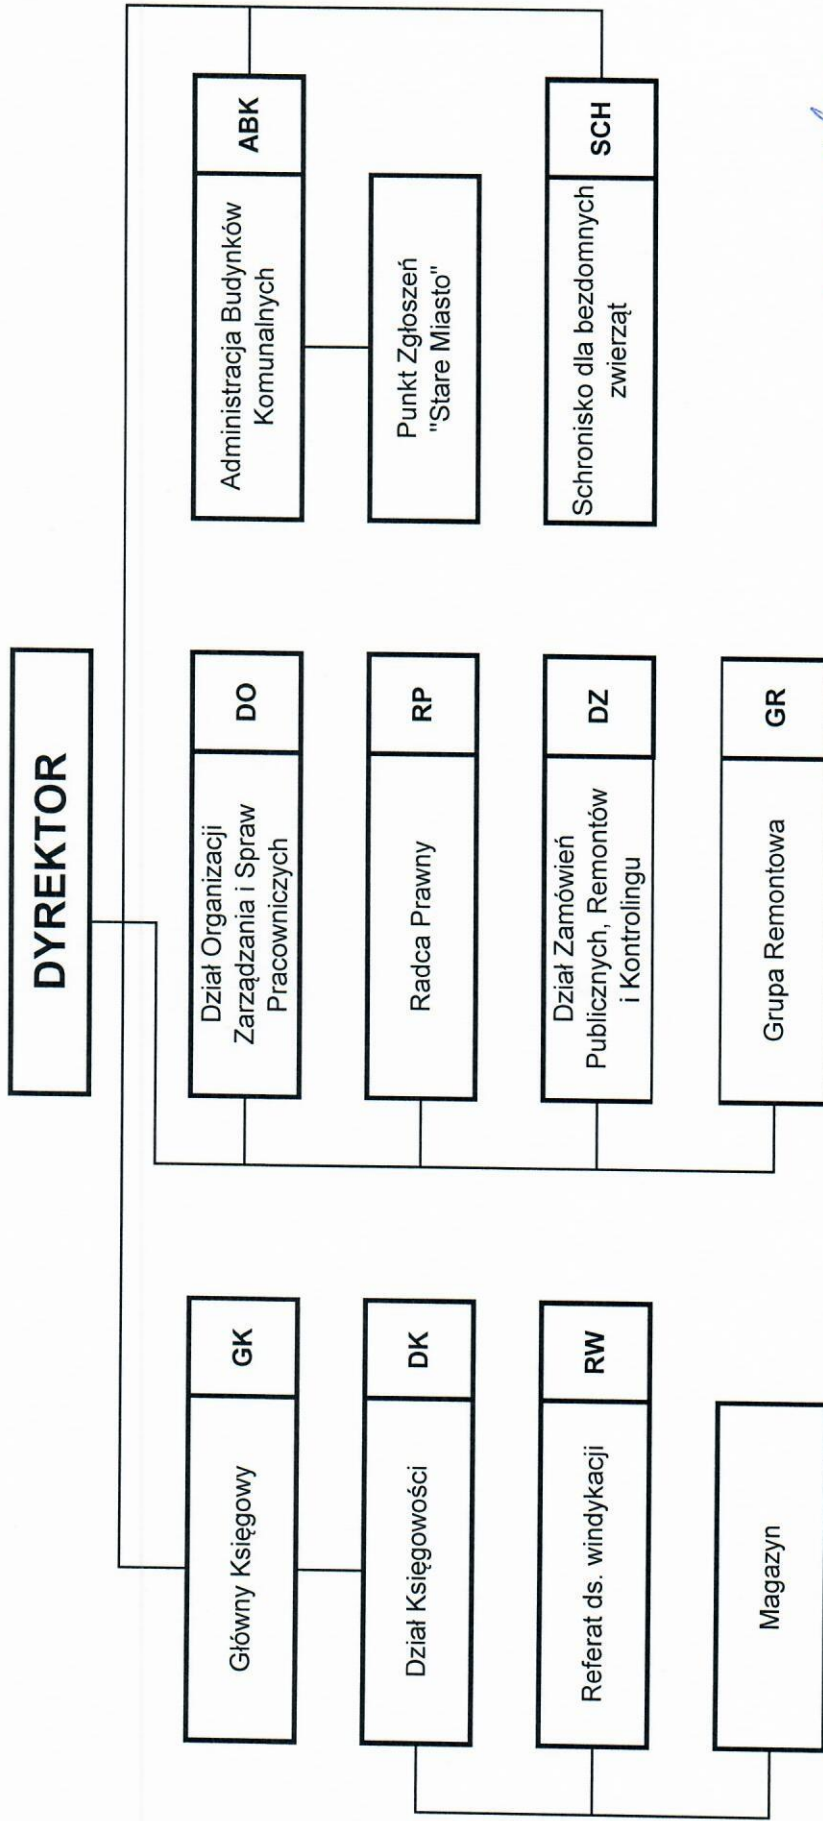 DYREKTOR
Główny Księgowy
GK
Dział Księgowości
DK
Referat ds. windykacji
RW
Magazyn
Dział Organizacji
Zarządzania i Spraw
Pracowniczych
DO
Radca Prawny
RP
Dział Zamówień
Publicznych, Remontów
i Kontrolingu
DZ
Grupa Remontowa
GR
Administracja Budynków
Komunalnych
ABK
Punkt Zgłoszeń
"Stare Miasto"
Schronisko dla bezdomnych
zwierząt
SCH